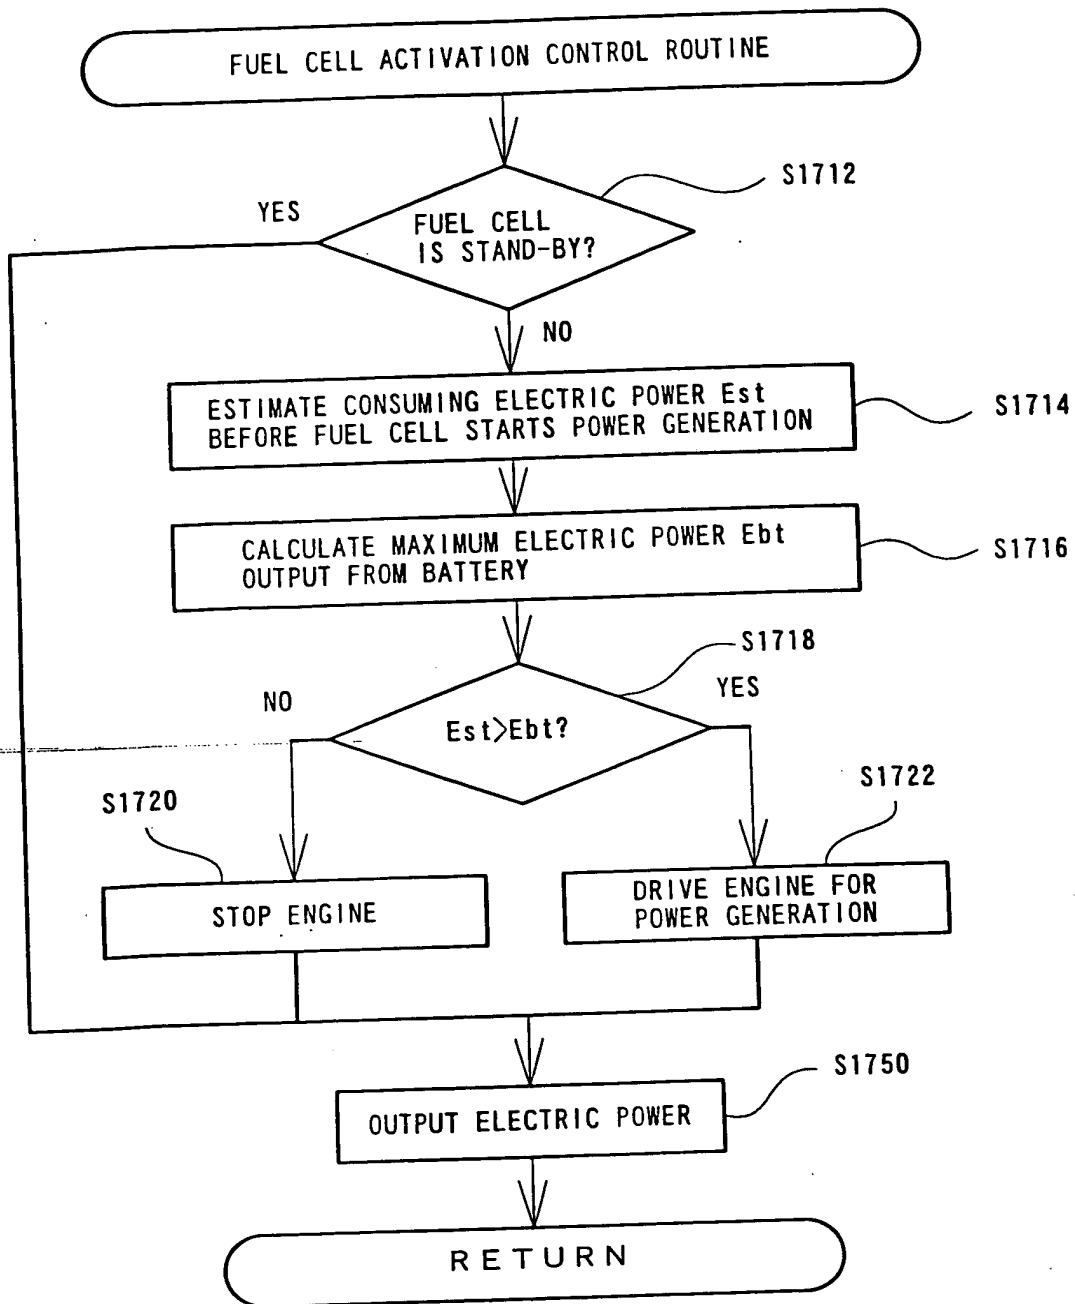 FUEL CELL ACTIVATION CONTROL ROUTINE
S1712
YES
FUEL CELL
IS STAND-BY?
NO
ESTIMATE CONSUMING ELECTRIC POWER Est
BEFORE FUEL CELL STARTS POWER GENERATION
S1714
CALCULATE MAXIMUM ELECTRIC POWER Ebt
OUTPUT FROM BATTERY
S1716
S1718
NO
YES
Est>Ebt?
S1720
S1722
STOP ENGINE
DRIVE ENGINE FOR
POWER GENERATION
S1750
OUTPUT ELECTRIC POWER
RETURN